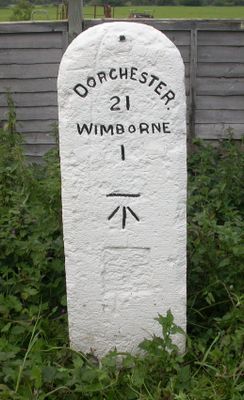 DORCHESTER.
21
WIMBORNE
1